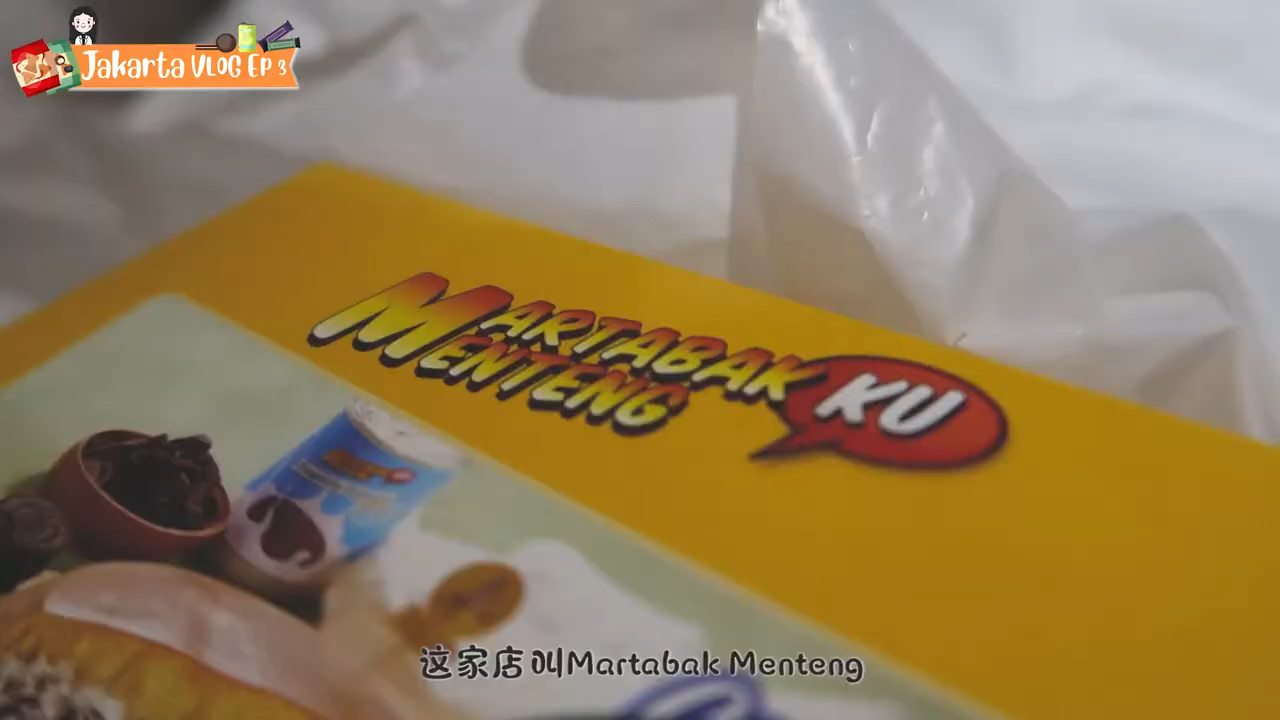 Jakarta VLOG EP 3
MARTABAK KU
MENTENG
这家店叫Martabak Menteng